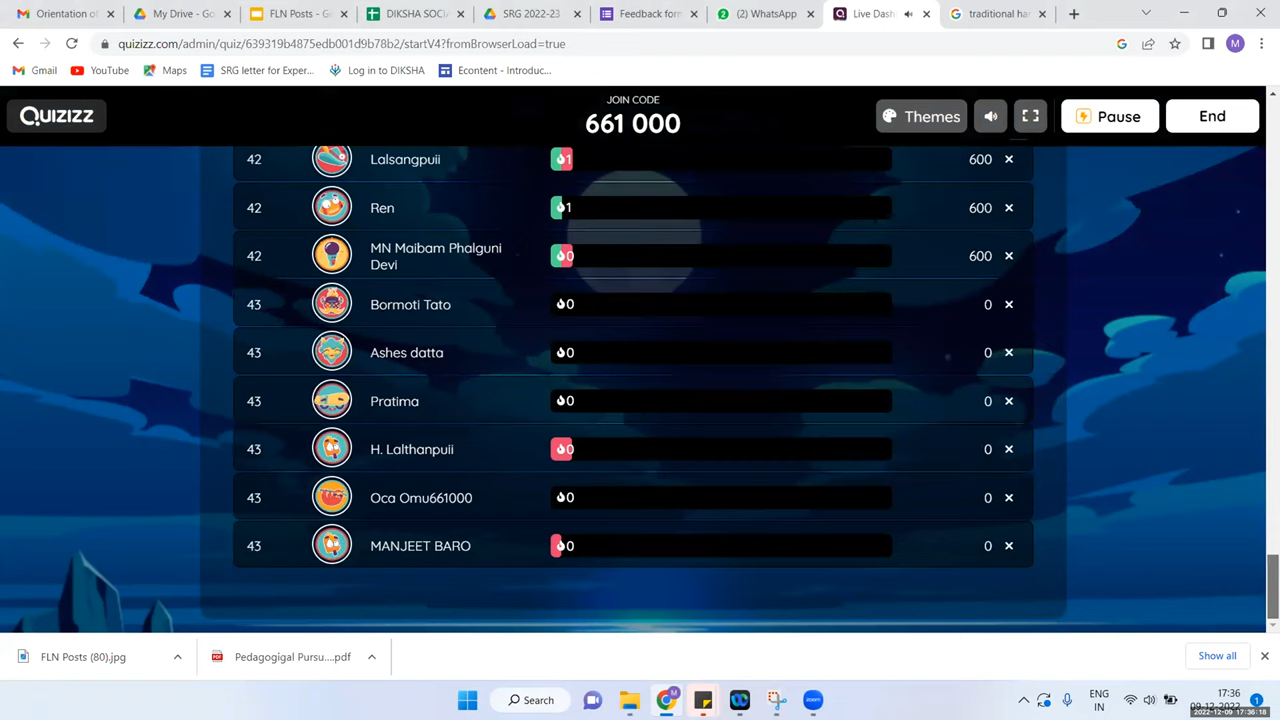 Orientation of
My Drive - Go
FLN Posts - Ge
DIKSHA SOCI
SRG 2022-23
Feedback form
(2) WhatsApp
Live Dash
traditional har
quizizz.com/admin/quiz/639319b4875edb001d9b78b2/startV4?fromBrowserLoad=true
M
Gmail
YouTube
Maps
SRG letter for Exper...
Log in to DIKSHA
Econtent - Introduc...
QUIZIZZ
JOIN CODE
661 000
Themes
Pause
End
42 Lalsangpuii 1 600
42 Ren 1 600
42 MN Maibam Phalguni Devi 0 600
43 Bormoti Tato 0 0
43 Ashes datta 0 0
43 Pratima 0 0
43 H. Lalthanpuii 0 0
43 Oca Omu661000 0 0
43 MANJEET BARO 0 0
FLN Posts (80).jpg
Pedagogigal Pursu....pdf
Show all
Search
ENG
IN
17:36
09-12-2022
1
2022-12-09 17:36:18